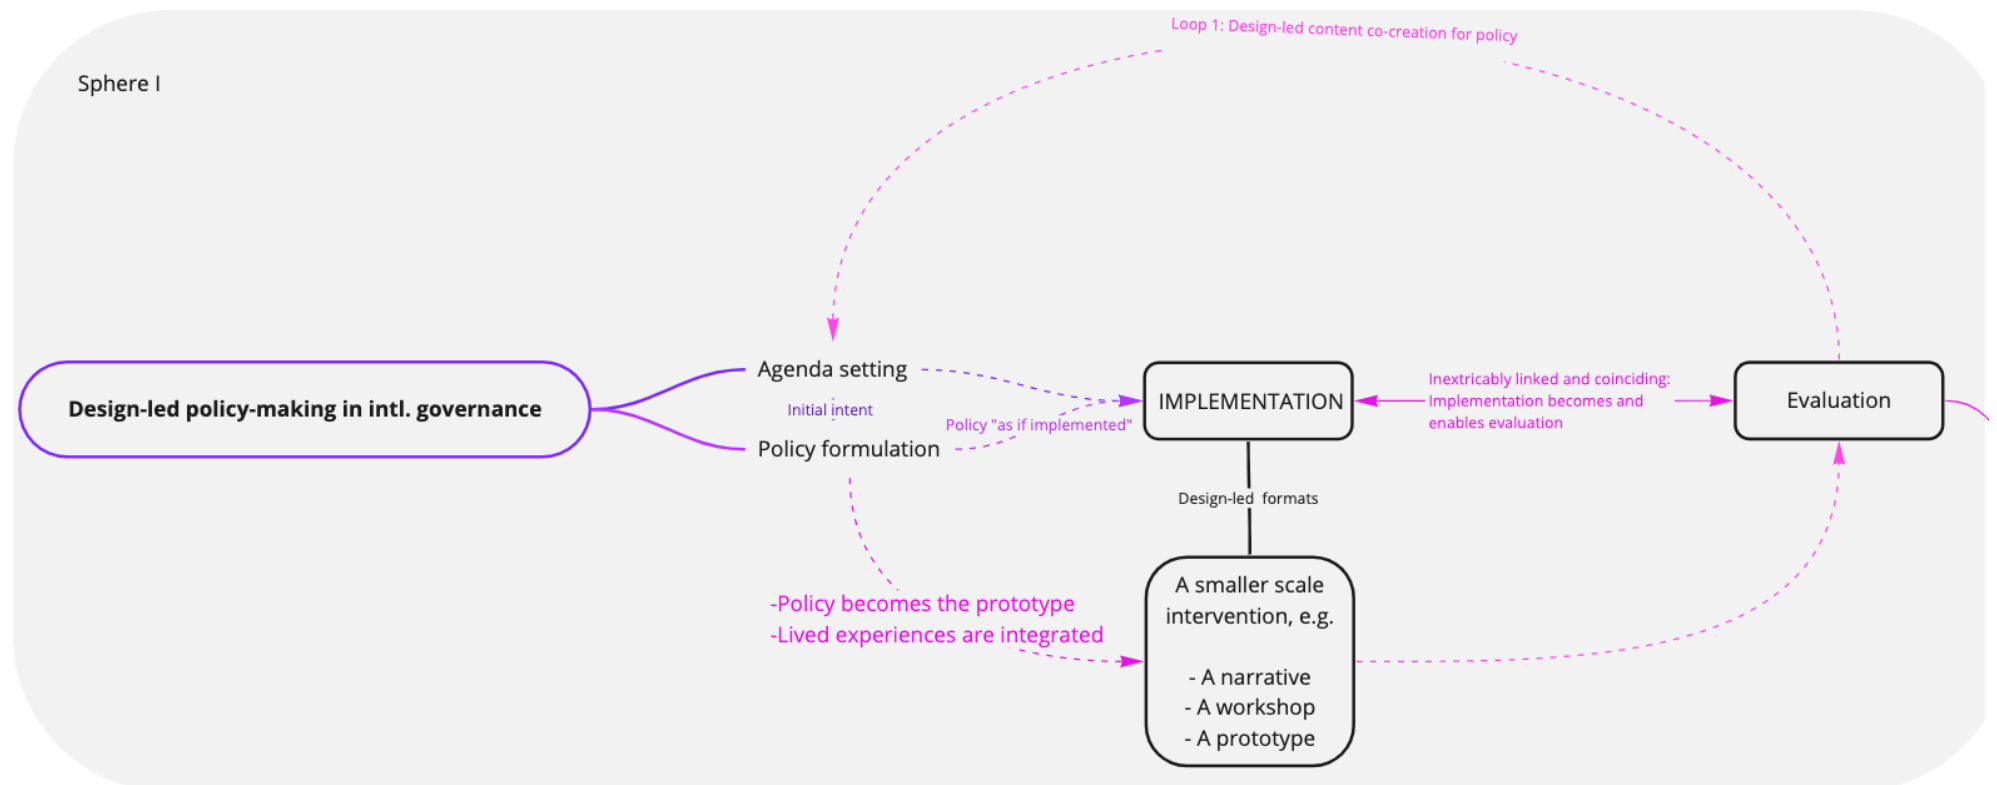 Loop 1: Design-led content co-creation for policy
Sphere I
Design-led policy-making in intl. governance
Agenda setting
Initial intent
Policy formulation
Policy "as if implemented"
IMPLEMENTATION
Inextricably linked and coinciding:
Implementation becomes and
enables evaluation
Evaluation
Design-led formats
-Policy becomes the prototype
-Lived experiences are integrated
A smaller scale
intervention, e.g.
- A narrative
- A workshop
- A prototype